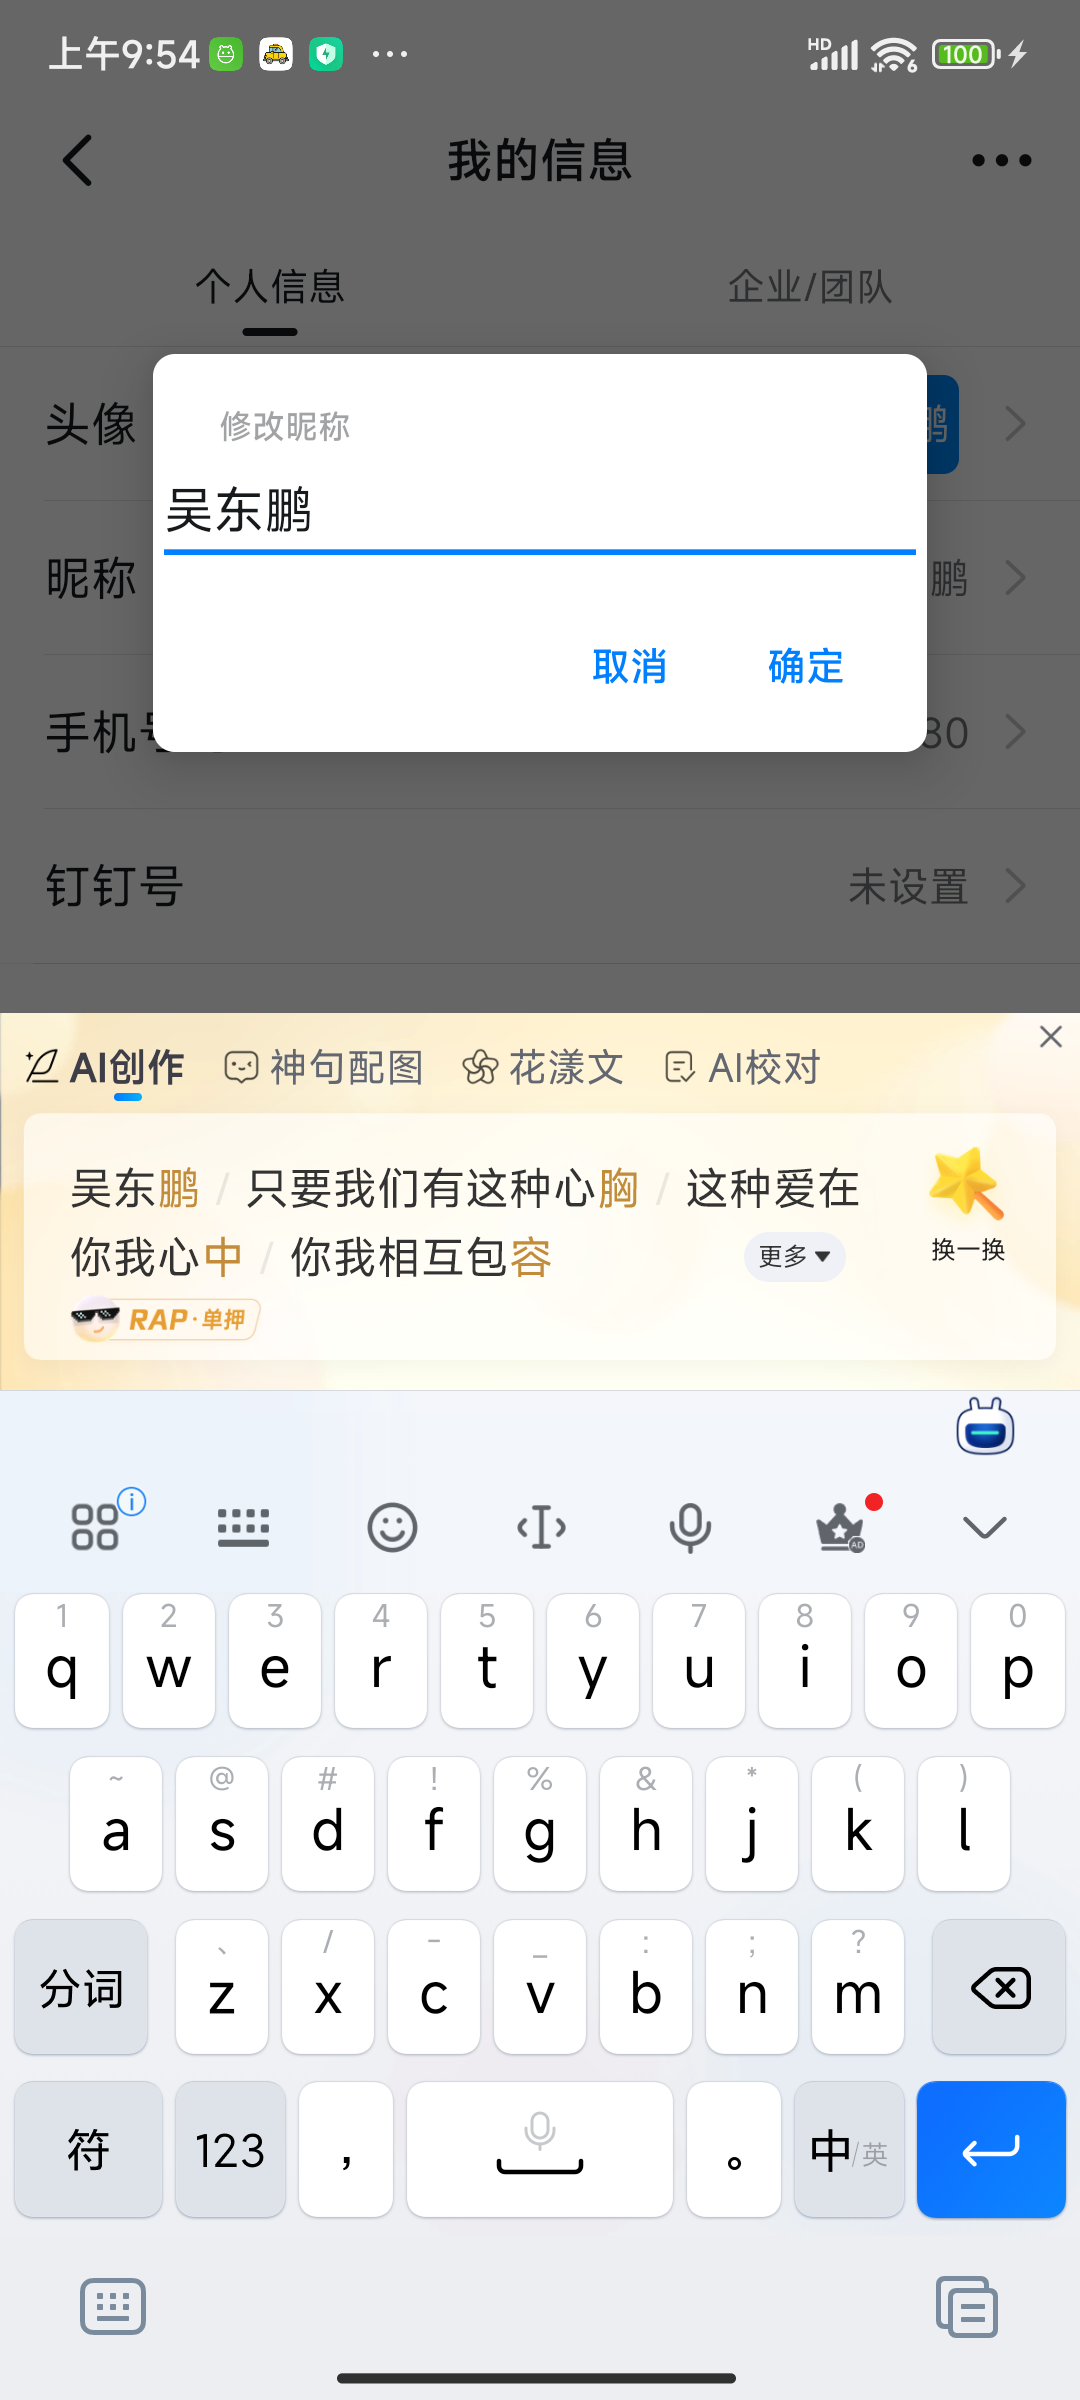 上午9:54
HD
6
100
我的信息
个人信息
企业/团队
头像
鹏
修改昵称
吴东鹏
昵称
鹏
取消
确定
手机号
80
钉钉号
未设置
AI创作
神句配图
花漾文
AI校对
吴东鹏 / 只要我们有这种心胸 / 这种爱在
你我心中 / 你我相互包容
更多
换一换
RAP·单押
AD
1 2 3 4 5 6 7 8 9 0
q w e r t y u i o p
~ @ # ! % & * ( )
a s d f g h j k l
、 / - _ : ; ?
分词 z x c v b n m
符 123 ， 。 中/英